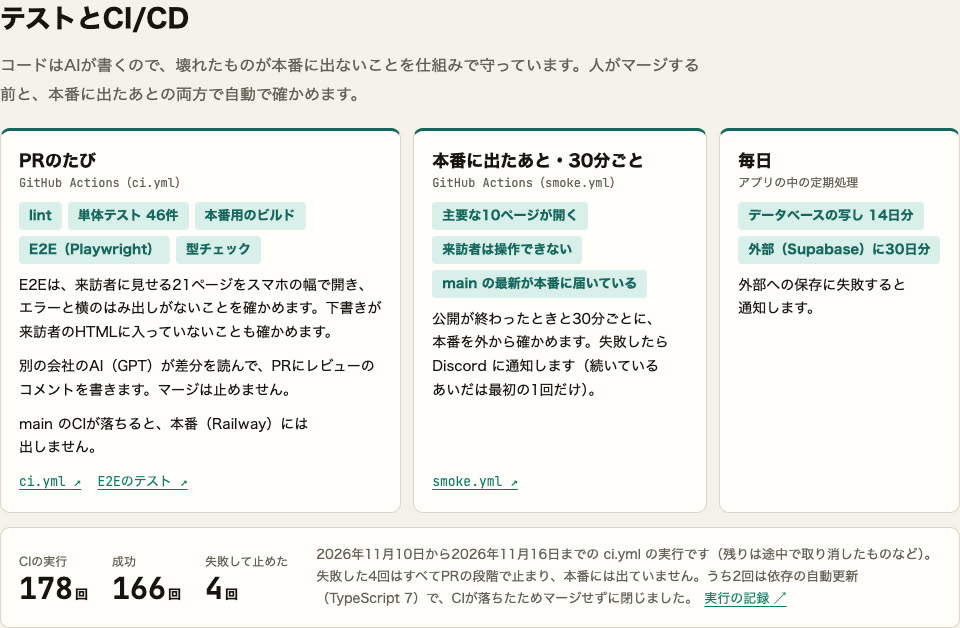 テストとCI/CD
コードはAIが書くので、壊れたものが本番に出ないことを仕組みで守っています。人がマージする
前と、本番に出たあとの両方で自動で確かめます。
PRのたび
GitHub Actions (ci.yml)
lint
単体テスト 46件
本番用のビルド
E2E（Playwright）
型チェック
E2Eは、来訪者に見せる21ページをスマホの幅で開き、
エラーと横のはみ出しがないことを確かめます。下書きが
来訪者のHTMLに入っていないことも確かめます。
別の会社のAI（GPT）が差分を読んで、PRにレビューの
コメントを書きます。マージは止めません。
main のCIが落ちると、本番（Railway）には
出しません。
ci.yml ↗ E2Eのテスト ↗
本番に出たあと・30分ごと
GitHub Actions (smoke.yml)
主要な10ページが開く
来訪者は操作できない
main の最新が本番に届いている
公開が終わったときと30分ごとに、
本番を外から確かめます。失敗したら
Discord に通知します（続いている
あいだは最初の1回だけ）。
smoke.yml ↗
毎日
アプリの中の定期処理
データベースの写し 14日分
外部（Supabase）に30日分
外部への保存に失敗すると
通知します。
CIの実行
178回
成功
166回
失敗して止めた
4回
2026年11月10日から2026年11月16日までの ci.yml の実行です（残りは途中で取り消したものなど）。
失敗した4回はすべてPRの段階で止まり、本番には出ていません。うち2回は依存の自動更新
（TypeScript 7）で、CIが落ちたためマージせずに閉じました。 実行の記録 ↗